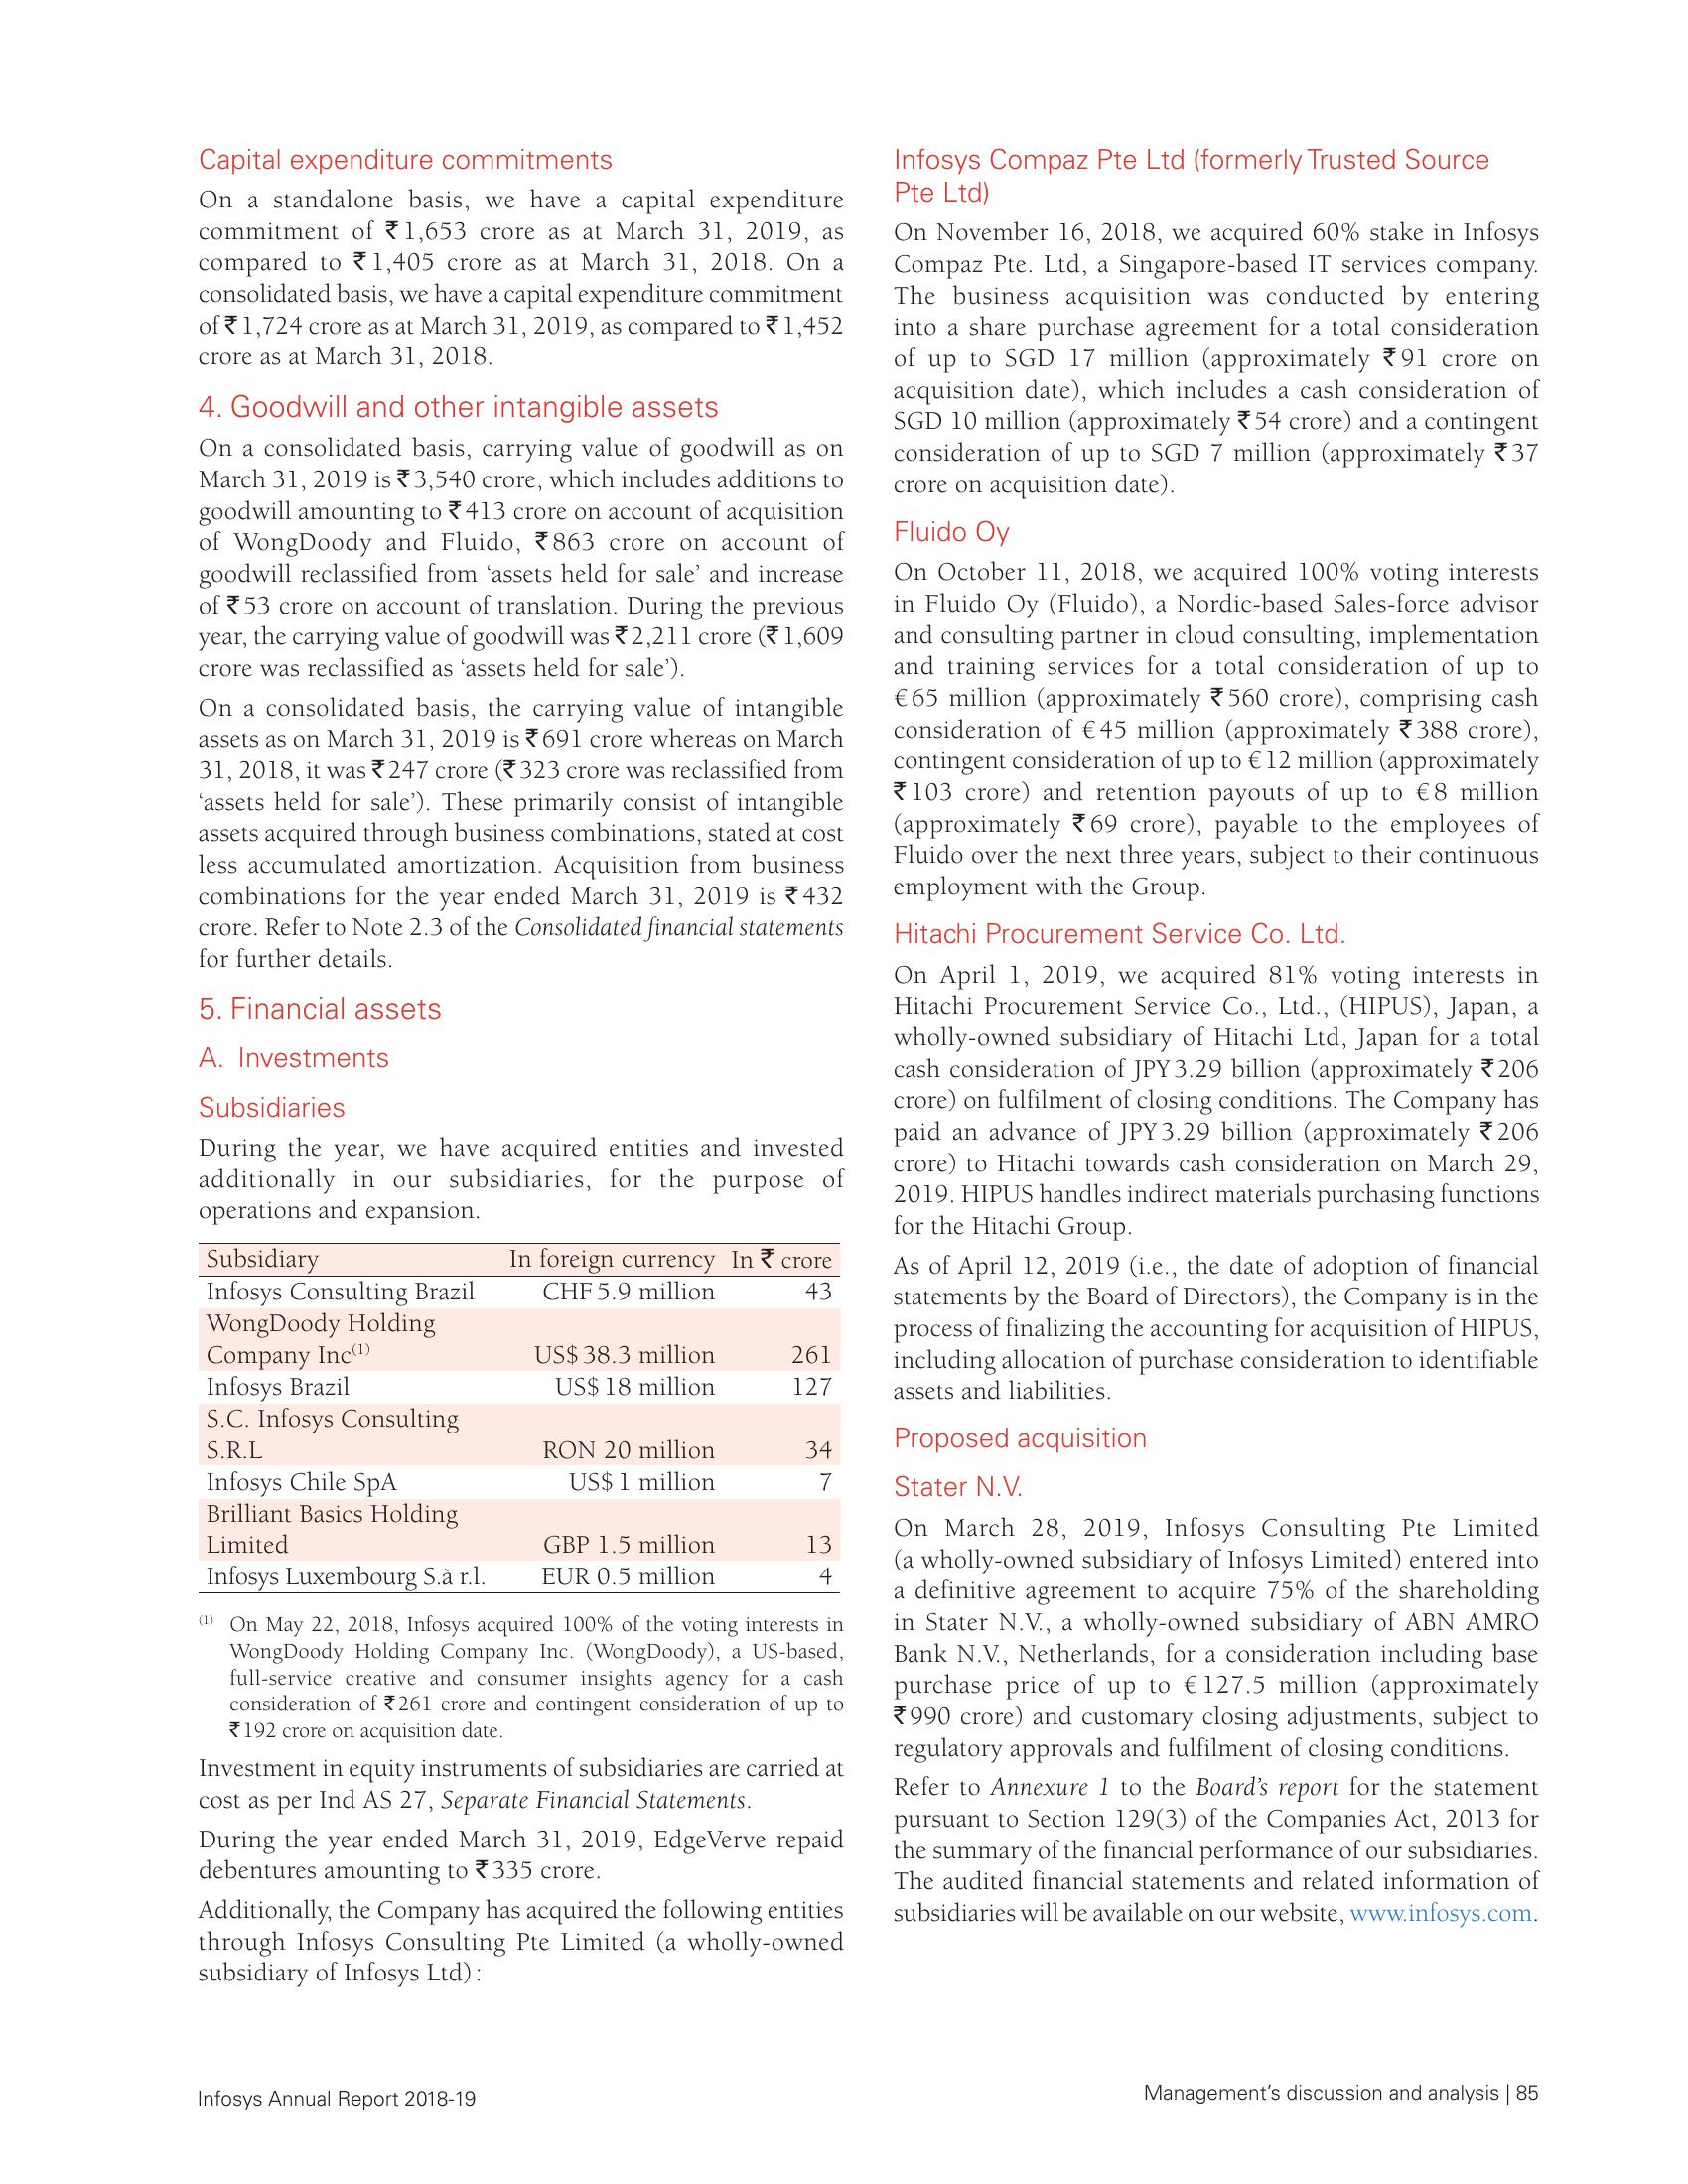 Capital expenditure commitments
On a standalone basis, we have a capital expenditure
commitment of ₹1,653 crore as at March 31, 2019, as
compared to ₹1,405 crore as at March 31, 2018. On a
consolidated basis, we have a capital expenditure commitment
of ₹1,724 crore as at March 31, 2019, as compared to ₹1,452
crore as at March 31, 2018.
4. Goodwill and other intangible assets
On a consolidated basis, carrying value of goodwill as on
March 31, 2019 is ₹3,540 crore, which includes additions to
goodwill amounting to ₹413 crore on account of acquisition
of WongDoody and Fluido, ₹863 crore on account of
goodwill reclassified from ‘assets held for sale’ and increase
of ₹53 crore on account of translation. During the previous
year, the carrying value of goodwill was ₹2,211 crore (₹1,609
crore was reclassified as ‘assets held for sale’).
On a consolidated basis, the carrying value of intangible
assets as on March 31, 2019 is ₹691 crore whereas on March
31, 2018, it was ₹247 crore (₹323 crore was reclassified from
‘assets held for sale’). These primarily consist of intangible
assets acquired through business combinations, stated at cost
less accumulated amortization. Acquisition from business
combinations for the year ended March 31, 2019 is ₹432
crore. Refer to Note 2.3 of the Consolidated financial statements
for further details.
5. Financial assets
A. Investments
Subsidiaries
During the year, we have acquired entities and invested
additionally in our subsidiaries, for the purpose of
operations and expansion.
Subsidiary In foreign currency In ₹ crore
Infosys Consulting Brazil CHF 5.9 million 43
WongDoody Holding
Company Inc(1) US$ 38.3 million 261
Infosys Brazil US$ 18 million 127
S.C. Infosys Consulting
S.R.L RON 20 million 34
Infosys Chile SpA US$ 1 million 7
Brilliant Basics Holding
Limited GBP 1.5 million 13
Infosys Luxembourg S.à r.l. EUR 0.5 million 4
(1) On May 22, 2018, Infosys acquired 100% of the voting interests in
WongDoody Holding Company Inc. (WongDoody), a US-based,
full-service creative and consumer insights agency for a cash
consideration of ₹261 crore and contingent consideration of up to
₹192 crore on acquisition date.
Investment in equity instruments of subsidiaries are carried at
cost as per Ind AS 27, Separate Financial Statements.
During the year ended March 31, 2019, EdgeVerve repaid
debentures amounting to ₹335 crore.
Additionally, the Company has acquired the following entities
through Infosys Consulting Pte Limited (a wholly-owned
subsidiary of Infosys Ltd) :
Infosys Compaz Pte Ltd (formerly Trusted Source
Pte Ltd)
On November 16, 2018, we acquired 60% stake in Infosys
Compaz Pte. Ltd, a Singapore-based IT services company.
The business acquisition was conducted by entering
into a share purchase agreement for a total consideration
of up to SGD 17 million (approximately ₹91 crore on
acquisition date), which includes a cash consideration of
SGD 10 million (approximately ₹54 crore) and a contingent
consideration of up to SGD 7 million (approximately ₹37
crore on acquisition date).
Fluido Oy
On October 11, 2018, we acquired 100% voting interests
in Fluido Oy (Fluido), a Nordic-based Sales-force advisor
and consulting partner in cloud consulting, implementation
and training services for a total consideration of up to
€65 million (approximately ₹560 crore), comprising cash
consideration of €45 million (approximately ₹388 crore),
contingent consideration of up to €12 million (approximately
₹103 crore) and retention payouts of up to €8 million
(approximately ₹69 crore), payable to the employees of
Fluido over the next three years, subject to their continuous
employment with the Group.
Hitachi Procurement Service Co. Ltd.
On April 1, 2019, we acquired 81% voting interests in
Hitachi Procurement Service Co., Ltd., (HIPUS), Japan, a
wholly-owned subsidiary of Hitachi Ltd, Japan for a total
cash consideration of JPY 3.29 billion (approximately ₹206
crore) on fulfilment of closing conditions. The Company has
paid an advance of JPY 3.29 billion (approximately ₹206
crore) to Hitachi towards cash consideration on March 29,
2019. HIPUS handles indirect materials purchasing functions
for the Hitachi Group.
As of April 12, 2019 (i.e., the date of adoption of financial
statements by the Board of Directors), the Company is in the
process of finalizing the accounting for acquisition of HIPUS,
including allocation of purchase consideration to identifiable
assets and liabilities.
Proposed acquisition
Stater N.V.
On March 28, 2019, Infosys Consulting Pte Limited
(a wholly-owned subsidiary of Infosys Limited) entered into
a definitive agreement to acquire 75% of the shareholding
in Stater N.V., a wholly-owned subsidiary of ABN AMRO
Bank N.V., Netherlands, for a consideration including base
purchase price of up to €127.5 million (approximately
₹990 crore) and customary closing adjustments, subject to
regulatory approvals and fulfilment of closing conditions.
Refer to Annexure 1 to the Board’s report for the statement
pursuant to Section 129(3) of the Companies Act, 2013 for
the summary of the financial performance of our subsidiaries.
The audited financial statements and related information of
subsidiaries will be available on our website, www.infosys.com.
Infosys Annual Report 2018-19
Management’s discussion and analysis | 85